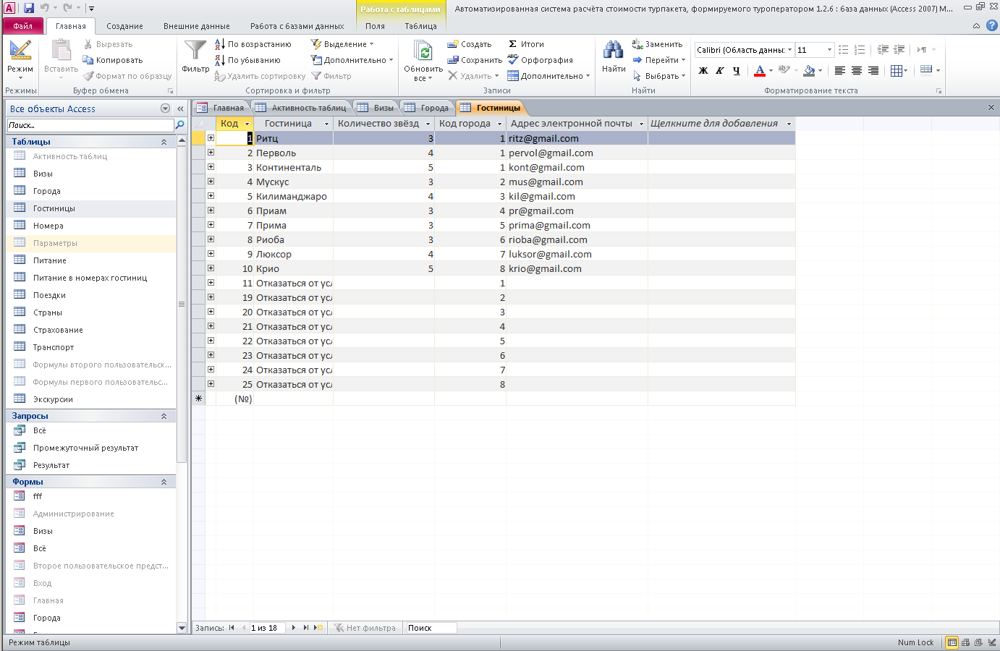 Работа с таблицами
Автоматизированная система расчёта стоимости турпакета, формируемого туроператором 1.2.6 : база данных (Access 2007) M...
Файл Главная Создание Внешние данные Работа с базами данных Поля Таблица
Режим
Режимы
Вставить
Вырезать
Копировать
Формат по образцу
Буфер обмена
Фильтр
По возрастанию
По убыванию
Удалить сортировку
Выделение
Дополнительно
Фильтр
Сортировка и фильтр
Обновить
все
Создать
Сохранить
Удалить
Итоги
Орфография
Дополнительно
Записи
Найти
Заменить
Перейти
Выбрать
Найти
Calibri (Область данны: 11
Ж К Ч
Форматирование текста
Все объекты Access
Поиск...
Таблицы
Активность таблиц
Визы
Города
Гостиницы
Номера
Параметры
Питание
Питание в номерах гостиниц
Поездки
Страны
Страхование
Транспорт
Формулы второго пользовательск...
Формулы первого пользовательс...
Экскурсии
Запросы
Всё
Промежуточный результат
Результат
Формы
fff
Администрирование
Визы
Всё
Второе пользовательское предст...
Вход
Главная
Города
Главная Активность таблиц Визы Города Гостиницы
Код Гостиница Количество звёзд Код города Адрес электронной почты Щелкните для добавления
1 Ритц 3 1 ritz@gmail.com
2 Перволь 4 1 pervol@gmail.com
3 Континенталь 5 1 kont@gmail.com
4 Мускус 3 2 mus@gmail.com
5 Килиманджаро 4 3 kil@gmail.com
6 Приам 3 4 pr@gmail.com
7 Прима 3 5 prima@gmail.com
8 Риоба 3 6 rioba@gmail.com
9 Люксор 4 7 luksor@gmail.com
10 Крио 5 8 krio@gmail.com
11 Отказаться от усл 1
19 Отказаться от усл 2
20 Отказаться от усл 3
21 Отказаться от усл 4
22 Отказаться от усл 5
23 Отказаться от усл 6
24 Отказаться от усл 7
25 Отказаться от усл 8
(№)
Запись: 1 из 18 Нет фильтра Поиск
Режим таблицы
Num Lock